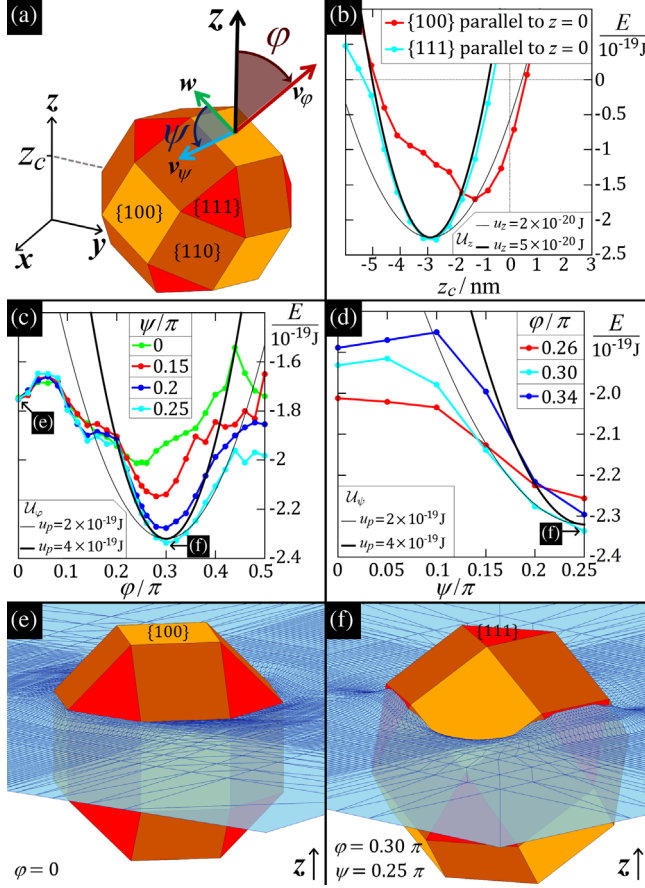 (a)
z
φ
w
v_φ
ψ
v_ψ
z
z_c
x
y
{100}
{111}
{110}
(b)
{100} parallel to z = 0
{111} parallel to z = 0
E
10^-19 J
0
-0.5
-1
-1.5
-2
-2.5
𝒰_z
u_z=2×10^-20 J
u_z=5×10^-20 J
-6 -5 -4 -3 -2 -1 0 1 2 3
z_c/nm
(c)
ψ/π
0
0.15
0.2
0.25
E
10^-19 J
-1.6
-1.8
-2
-2.2
-2.4
(e)
(f)
𝒰_φ
u_p=2×10^-19 J
u_p=4×10^-19 J
0 0.1 0.2 0.3 0.4 0.5
φ/π
(d)
φ/π
0.26
0.30
0.34
E
10^-19 J
-2.0
-2.1
-2.2
-2.3
-2.4
(f)
𝒰_ψ
u_p=2×10^-19 J
u_p=4×10^-19 J
0 0.05 0.1 0.15 0.2 0.25
ψ/π
(e)
{100}
φ = 0
z↑
(f)
{111}
φ = 0.30 π
ψ = 0.25 π
z↑